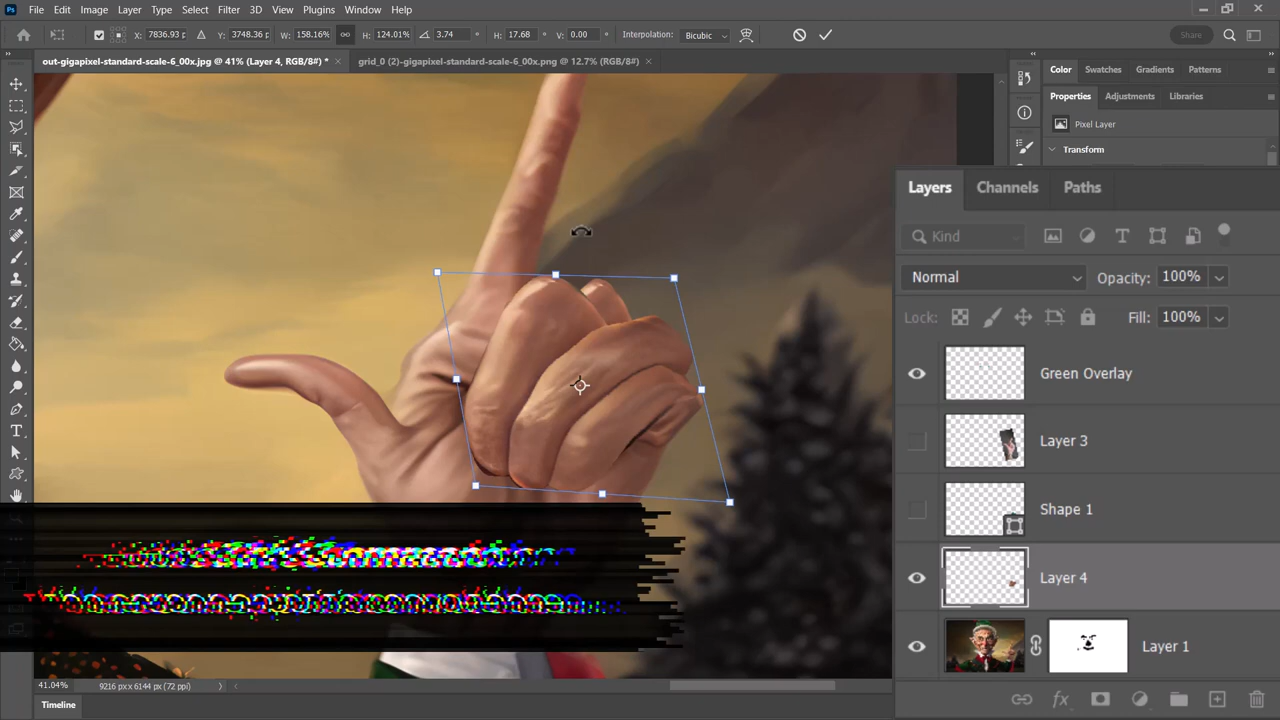 Ps File Edit Image Layer Type Select Filter 3D View Plugins Window Help
X: 7836.93 p Y: 3748.36 p W: 158.16% H: 124.01% 3.74 ° H: 17.68 ° V: 0.00 ° Interpolation: Bicubic Share
out-gigapixel-standard-scale-6_00x.jpg @ 41% (Layer 4, RGB/8#) * × grid_0 (2)-gigapixel-standard-scale-6_00x.png @ 12.7% (RGB/8#) ×
Color Swatches Gradients Patterns
Properties Adjustments Libraries
Pixel Layer
Transform
Layers Channels Paths
Kind
Normal Opacity: 100%
Lock: Fill: 100%
Green Overlay
Layer 3
Shape 1
Layer 4
Layer 1
fx
41.04% 9216 px x 6144 px (72 ppi)
Timeline